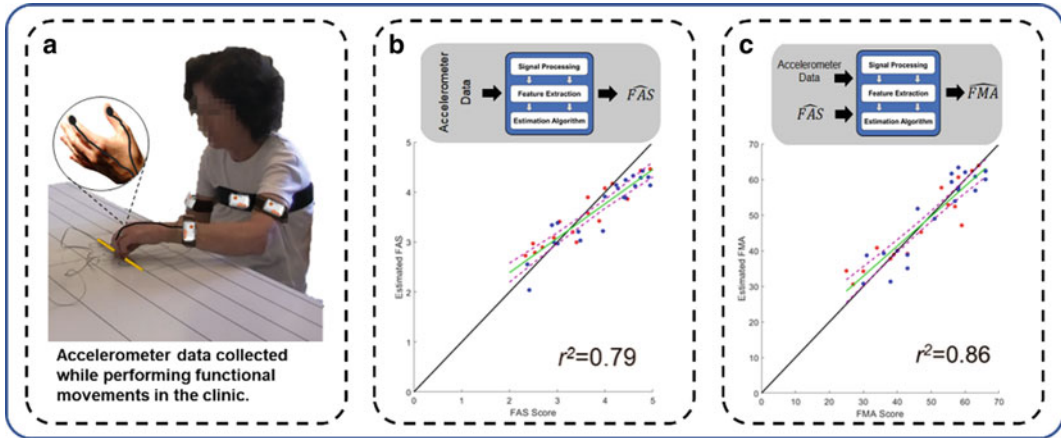 a
Accelerometer data collected
while performing functional
movements in the clinic.
b
Accelerometer
Data
Signal Processing
Feature Extraction
Estimation Algorithm
F̂AS
Estimated FAS
5
4
3
2
1
0
0 1 2 3 4 5
FAS Score
r²=0.79
c
Accelerometer
Data
F̂AS
Signal Processing
Feature Extraction
Estimation Algorithm
F̂MA
Estimated FMA
70
60
50
40
30
20
10
0
0 10 20 30 40 50 60 70
FMA Score
r²=0.86